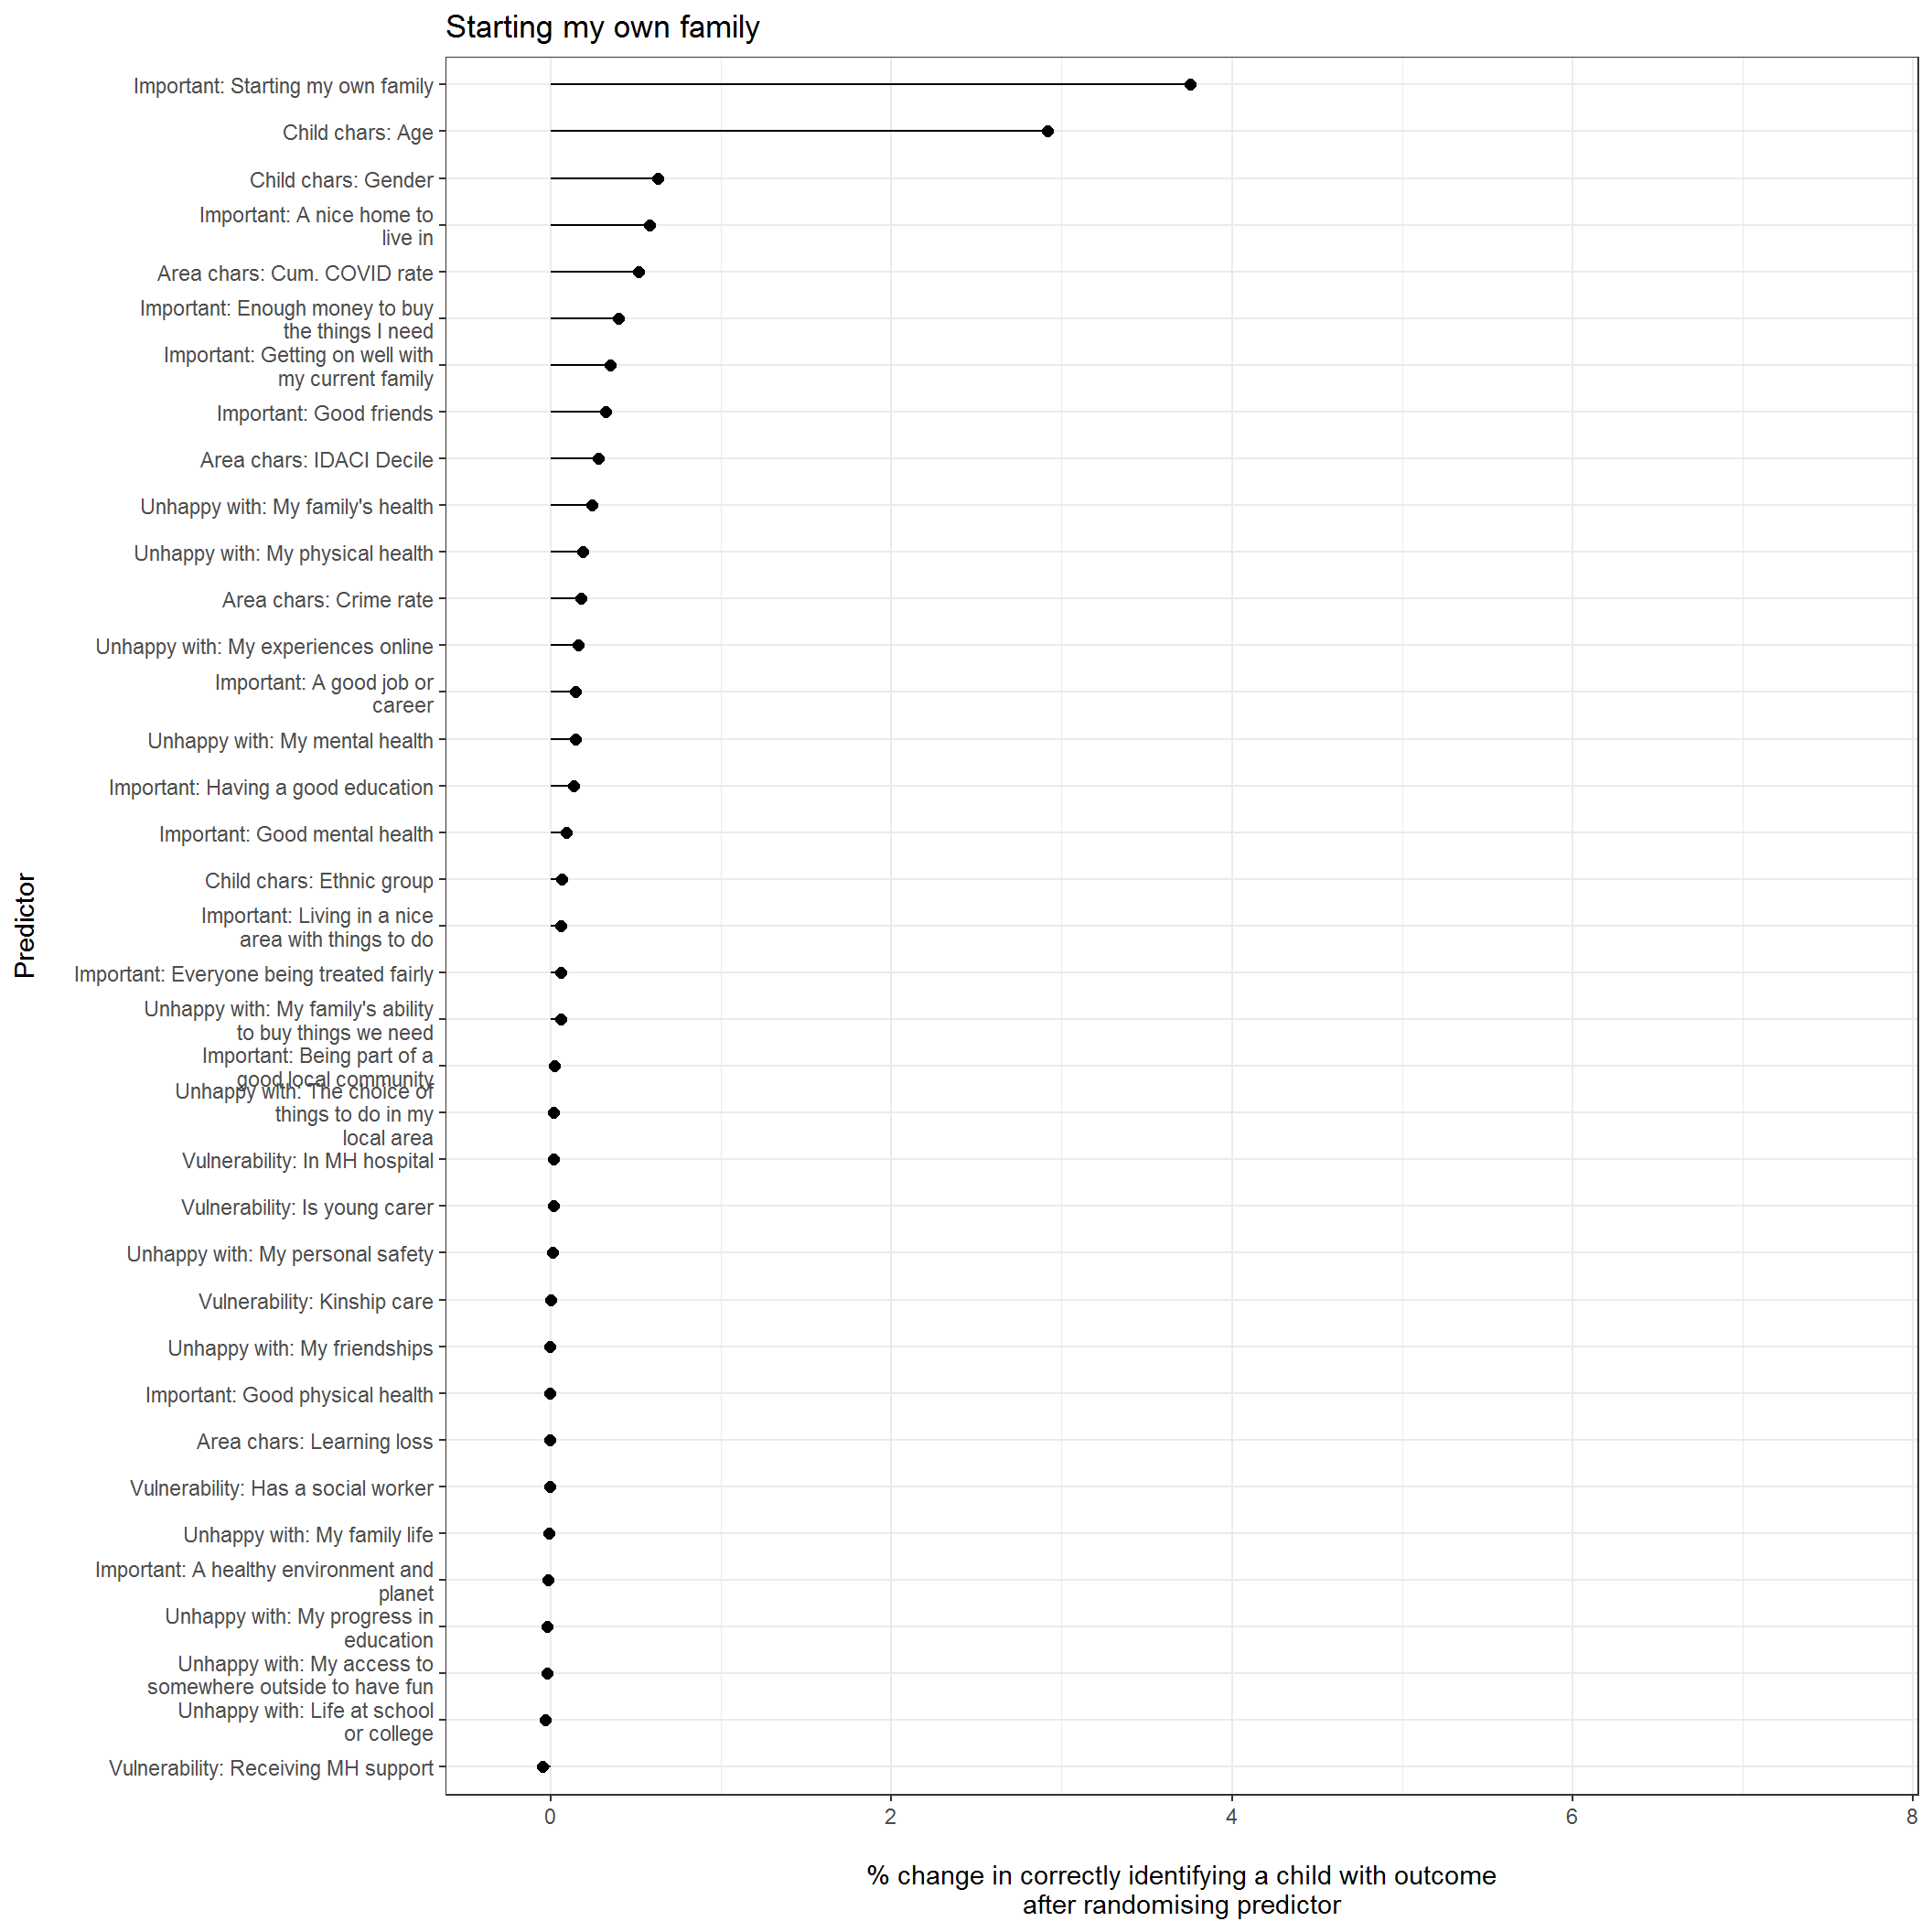 Starting my own family
Important: Starting my own family
Child chars: Age
Child chars: Gender
Important: A nice home to
live in
Area chars: Cum. COVID rate
Important: Enough money to buy
the things I need
Important: Getting on well with
my current family
Important: Good friends
Area chars: IDACI Decile
Unhappy with: My family's health
Unhappy with: My physical health
Area chars: Crime rate
Unhappy with: My experiences online
Important: A good job or
career
Unhappy with: My mental health
Important: Having a good education
Important: Good mental health
Child chars: Ethnic group
Important: Living in a nice
area with things to do
Important: Everyone being treated fairly
Unhappy with: My family's ability
to buy things we need
Important: Being part of a
good local community
Unhappy with: The choice of
things to do in my
local area
Vulnerability: In MH hospital
Vulnerability: Is young carer
Unhappy with: My personal safety
Vulnerability: Kinship care
Unhappy with: My friendships
Important: Good physical health
Area chars: Learning loss
Vulnerability: Has a social worker
Unhappy with: My family life
Important: A healthy environment and
planet
Unhappy with: My progress in
education
Unhappy with: My access to
somewhere outside to have fun
Unhappy with: Life at school
or college
Vulnerability: Receiving MH support
Predictor
0 2 4 6 8
% change in correctly identifying a child with outcome
after randomising predictor